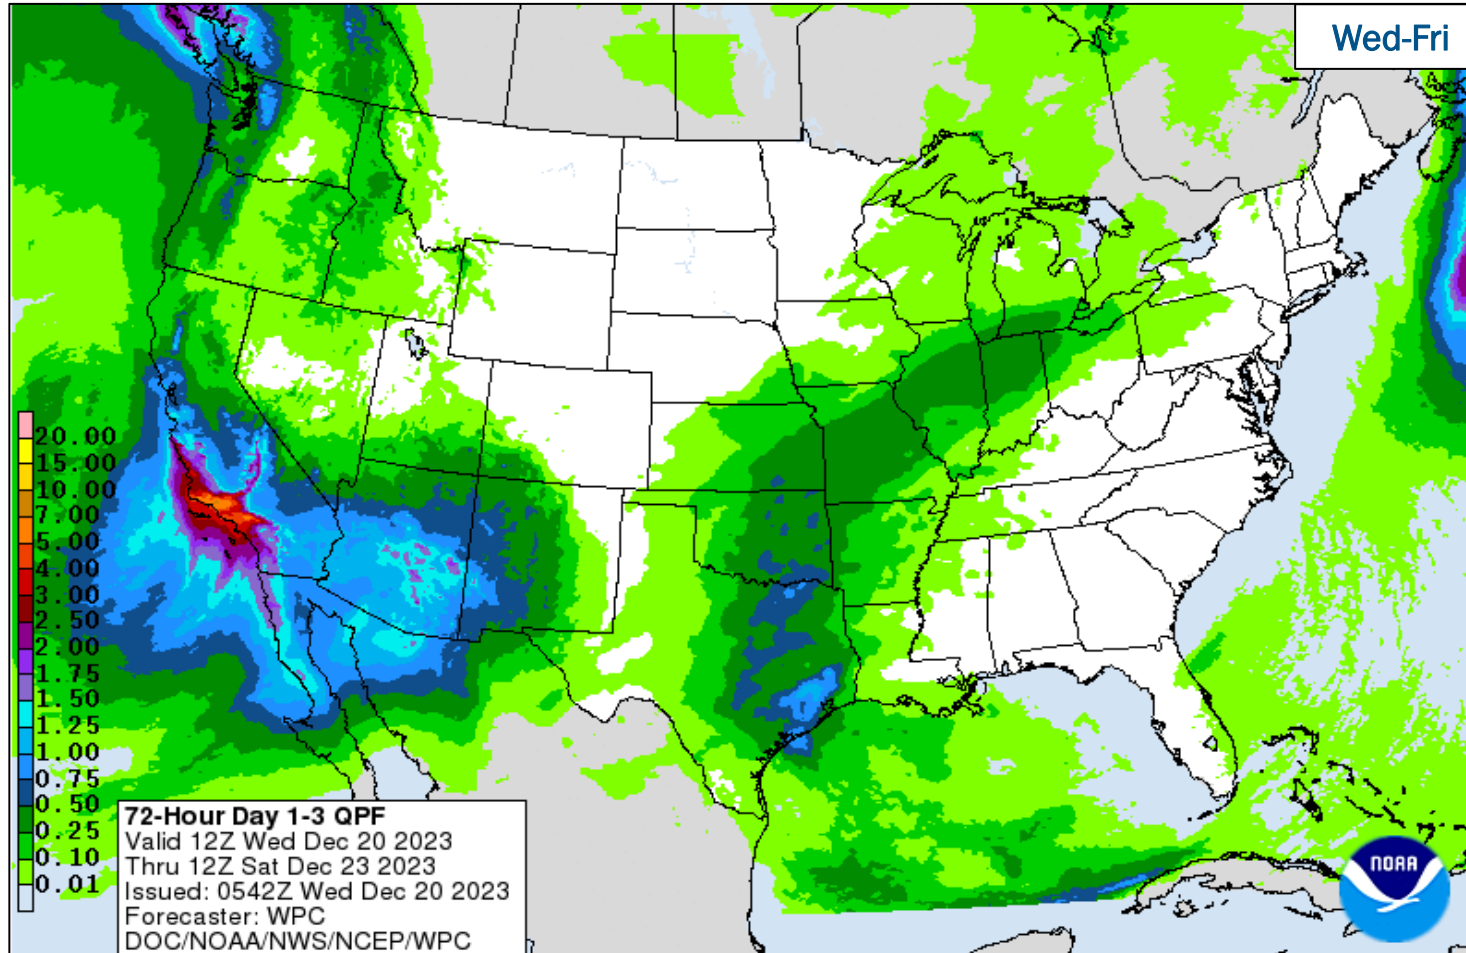 Wed-Fri
20.00
15.00
10.00
7.00
5.00
4.00
3.00
2.50
2.00
1.75
1.50
1.25
1.00
0.75
0.50
0.25
0.10
0.01
72-Hour Day 1-3 QPF
Valid 12Z Wed Dec 20 2023
Thru 12Z Sat Dec 23 2023
Issued: 0542Z Wed Dec 20 2023
Forecaster: WPC
DOC/NOAA/NWS/NCEP/WPC
NOAA